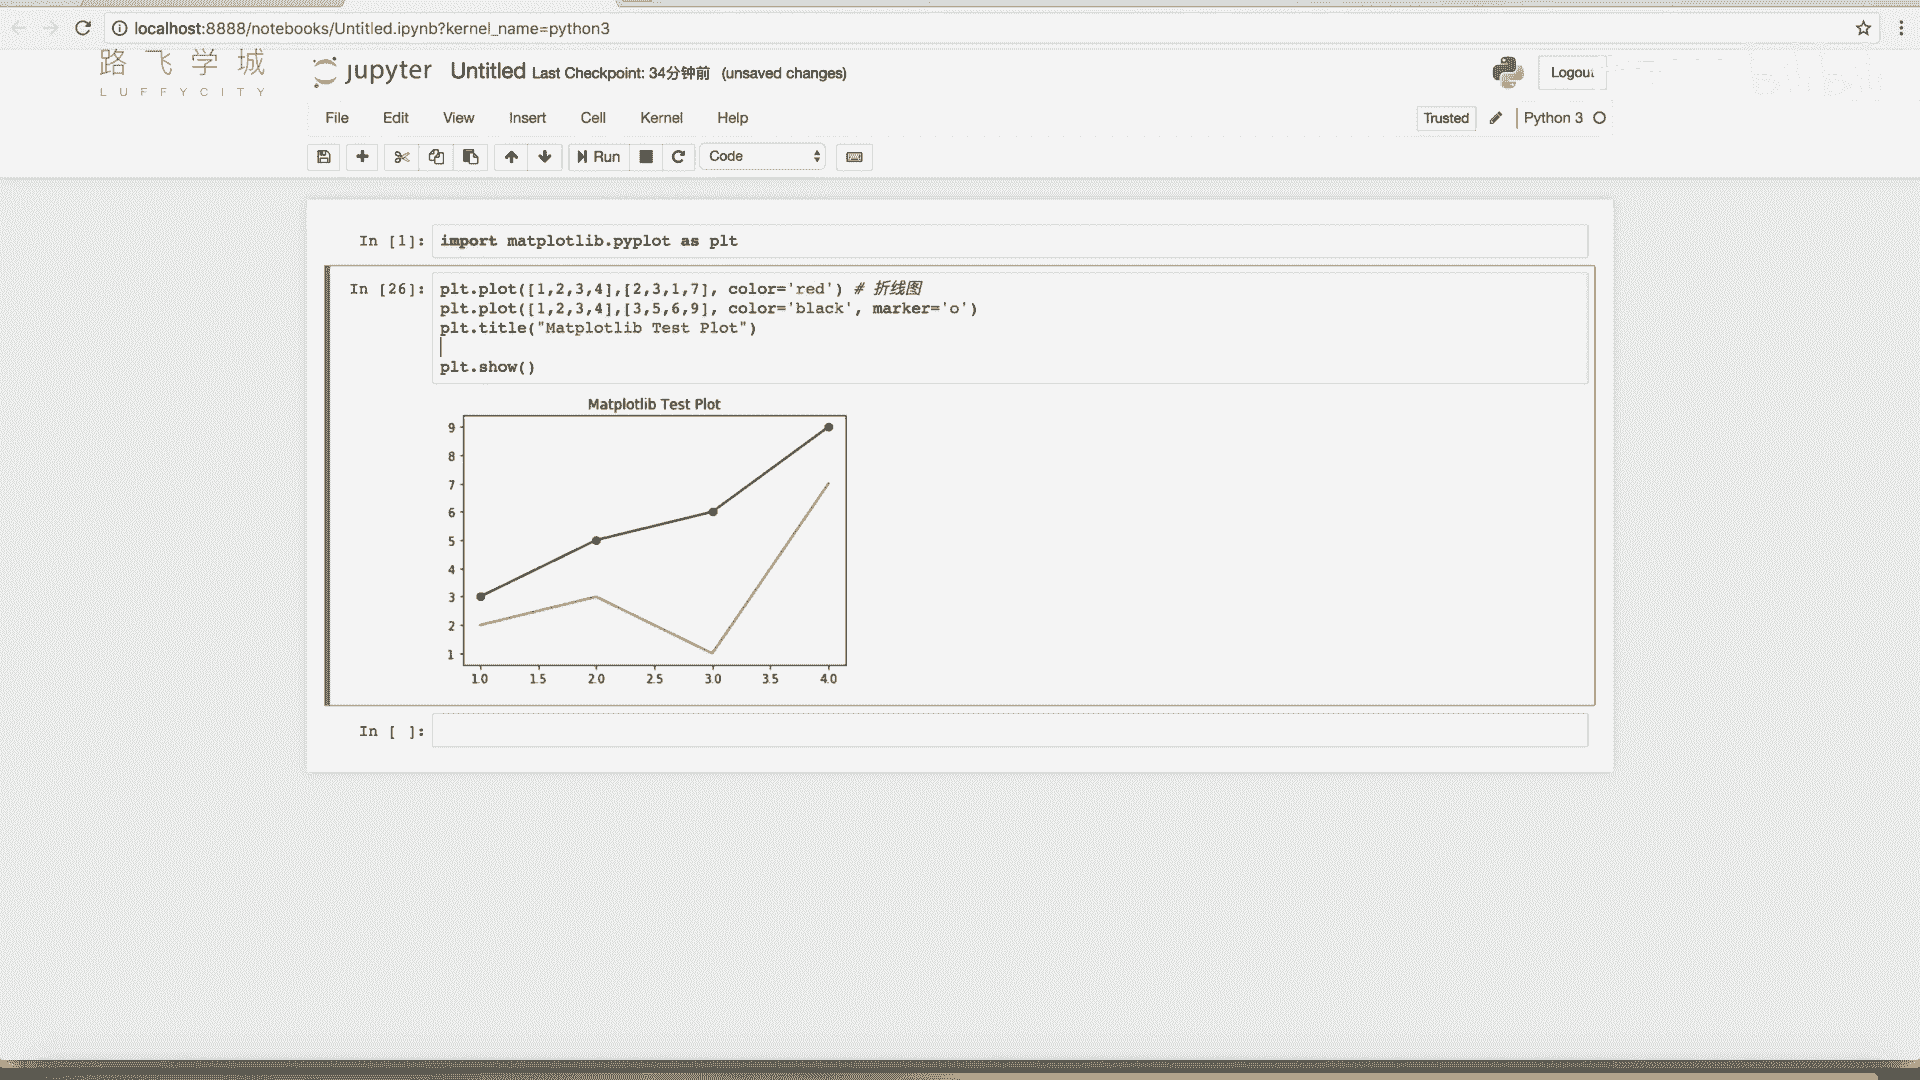 localhost:8888/notebooks/Untitled.ipynb?kernel_name=python3
路飞学城
LUFFYCITY
jupyter Untitled Last Checkpoint: 34分钟前 (unsaved changes)
Logout
File Edit View Insert Cell Kernel Help
Trusted Python 3
Run Code
In [1]: import matplotlib.pyplot as plt
In [26]: plt.plot([1,2,3,4],[2,3,1,7], color='red') # 折线图
plt.plot([1,2,3,4],[3,5,6,9], color='black', marker='o')
plt.title("Matplotlib Test Plot")
plt.show()
Matplotlib Test Plot
9
8
7
6
5
4
3
2
1
1.0 1.5 2.0 2.5 3.0 3.5 4.0
In [ ]: